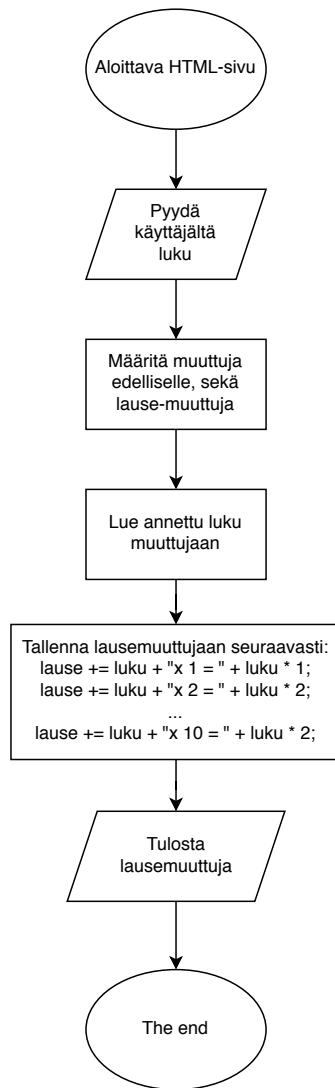 Aloittava HTML-sivu
Pyydä
käyttäjältä
luku
Määritä muuttuja
edelliselle, sekä
lause-muuttuja
Lue annettu luku
muuttujaan
Tallenna lausemuuttujaan seuraavasti:
lause += luku + "x 1 = " + luku * 1;
lause += luku + "x 2 = " + luku * 2;
...
lause += luku + "x 10 = " + luku * 2;
Tulosta
lausemuuttuja
The end